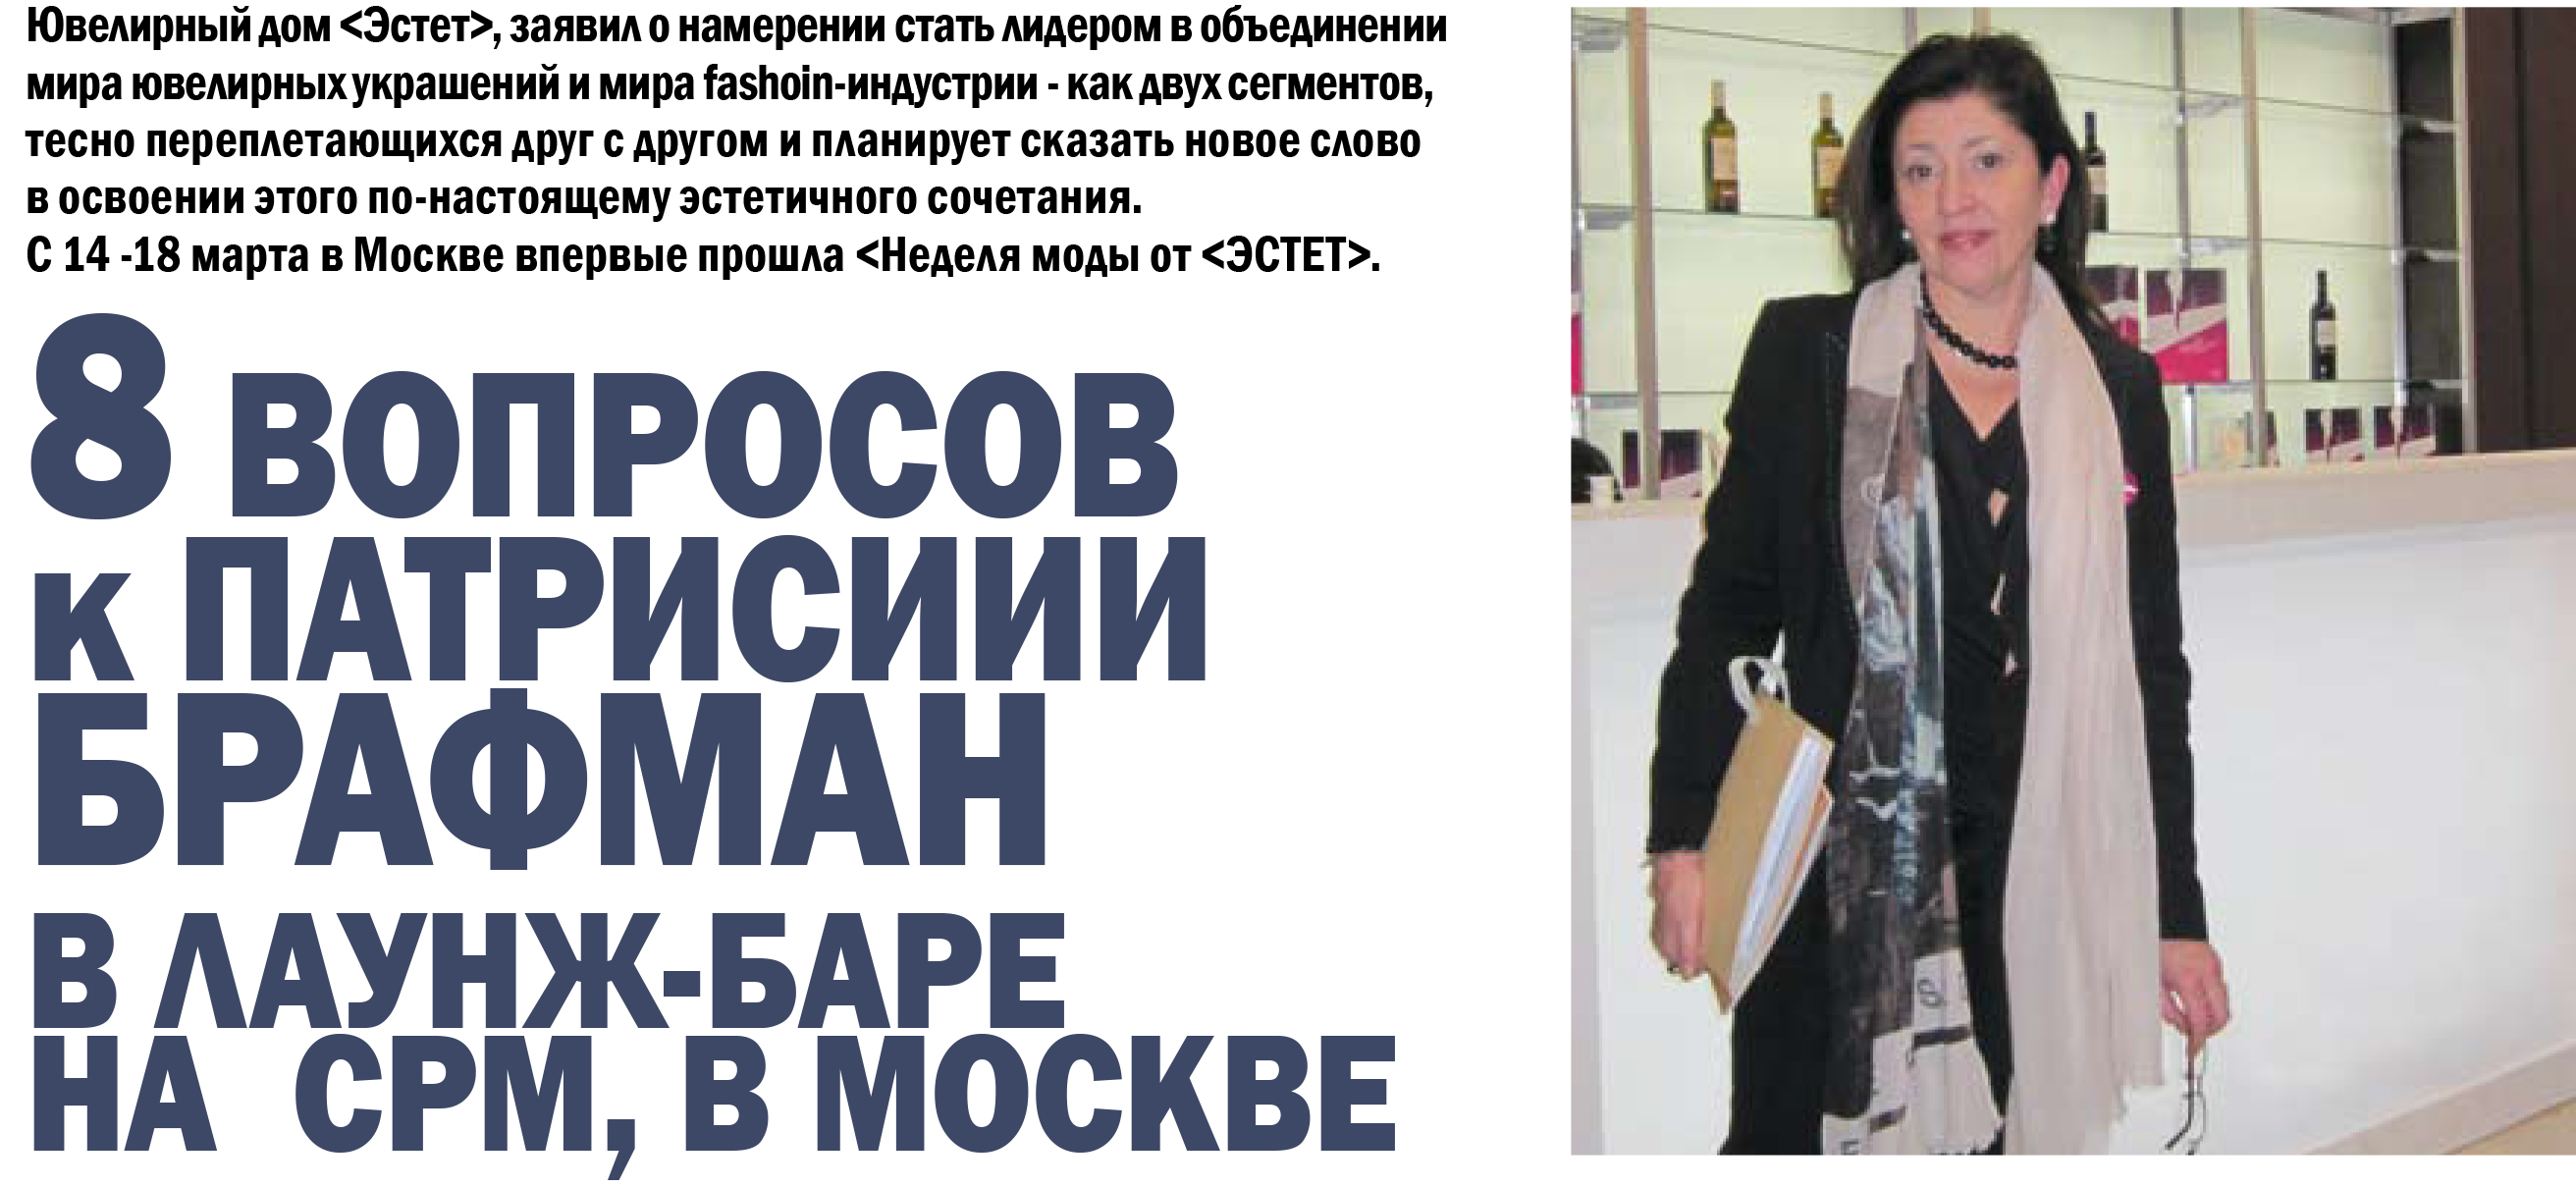 Ювелирный дом <Эстет>, заявил о намерении стать лидером в объединении
мира ювелирных украшений и мира fashoin-индустрии - как двух сегментов,
тесно переплетающихся друг с другом и планирует сказать новое слово
в освоении этого по-настоящему эстетичного сочетания.
С 14 -18 марта в Москве впервые прошла <Неделя моды от <ЭСТЕТ>.
8 ВОПРОСОВ
к ПАТРИСИИИ
БРАФМАН
В ЛАУНЖ-БАРЕ
НА СРМ, В МОСКВЕ